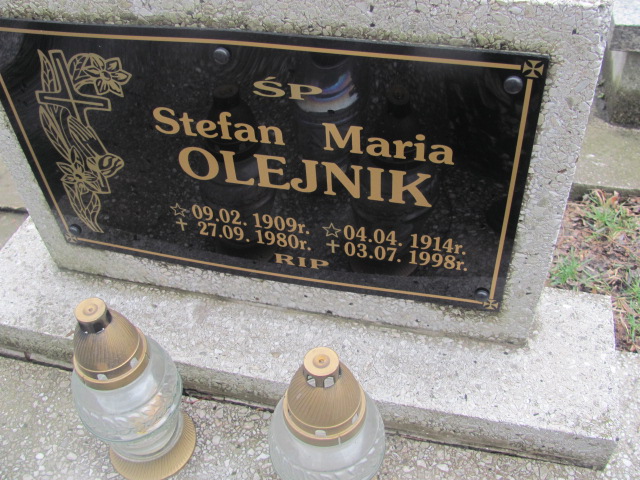 ŚP
Stefan Maria
OLEJNIK
☆09.02. 1909r. ☆04.04. 1914r.
+ 27.09. 1980r. +03.07. 1998r.
RIP